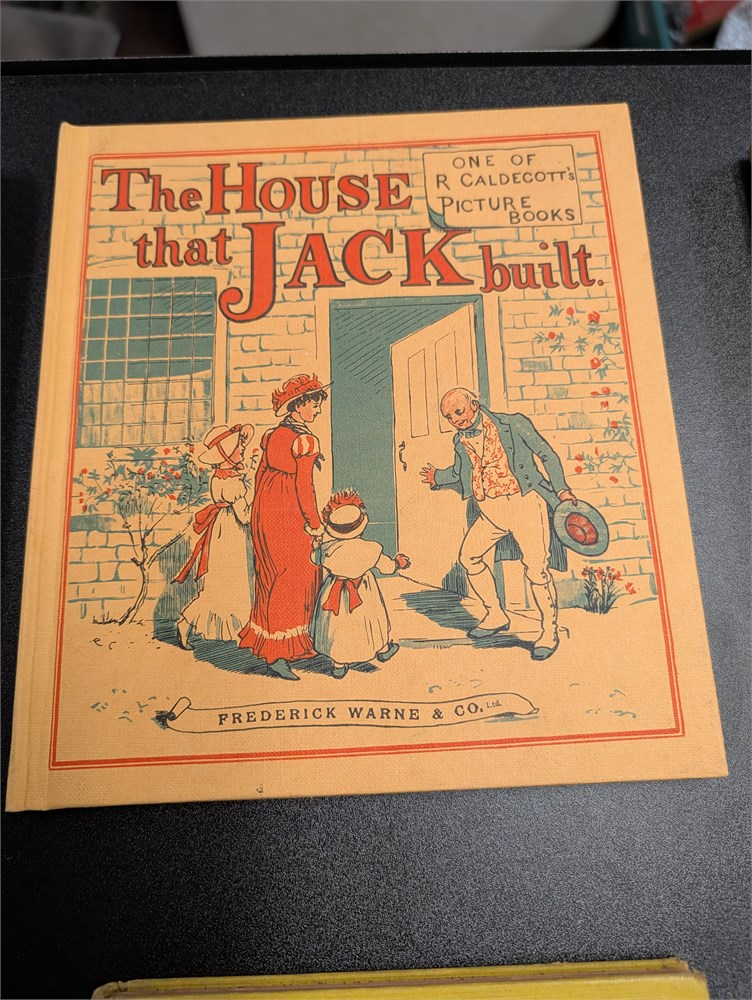 The HOUSE
that JACK built.
ONE OF
R CALDECOTT'S
PICTURE
BOOKS
FREDERICK WARNE & CO. Ltd.